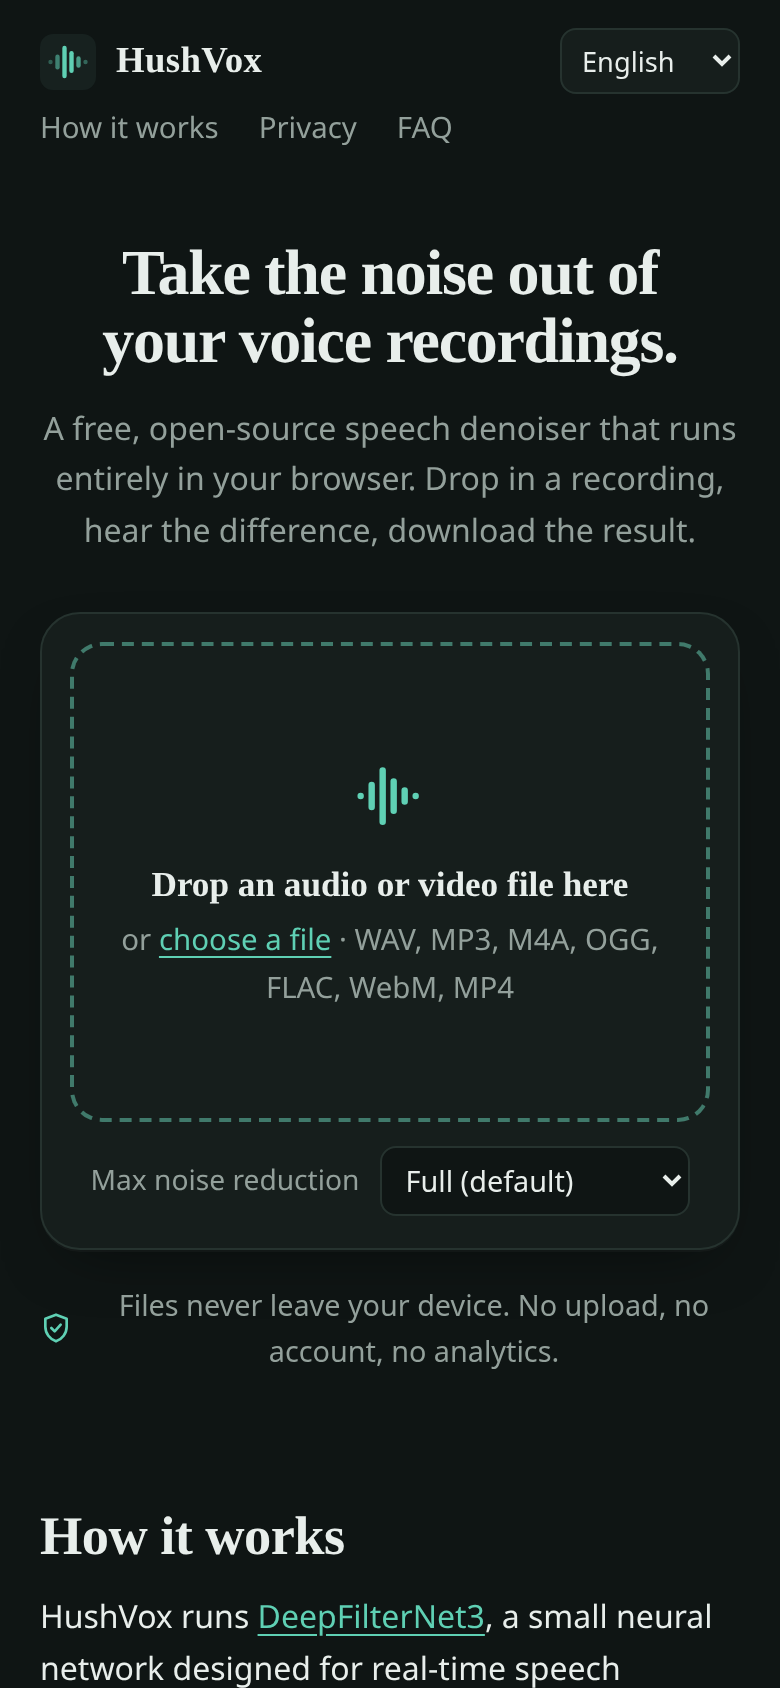 HushVox
English
How it works Privacy FAQ
Take the noise out of
your voice recordings.
A free, open-source speech denoiser that runs
entirely in your browser. Drop in a recording,
hear the difference, download the result.
Drop an audio or video file here
or choose a file · WAV, MP3, M4A, OGG,
FLAC, WebM, MP4
Max noise reduction Full (default)
Files never leave your device. No upload, no
account, no analytics.
How it works
HushVox runs DeepFilterNet3, a small neural
network designed for real-time speech